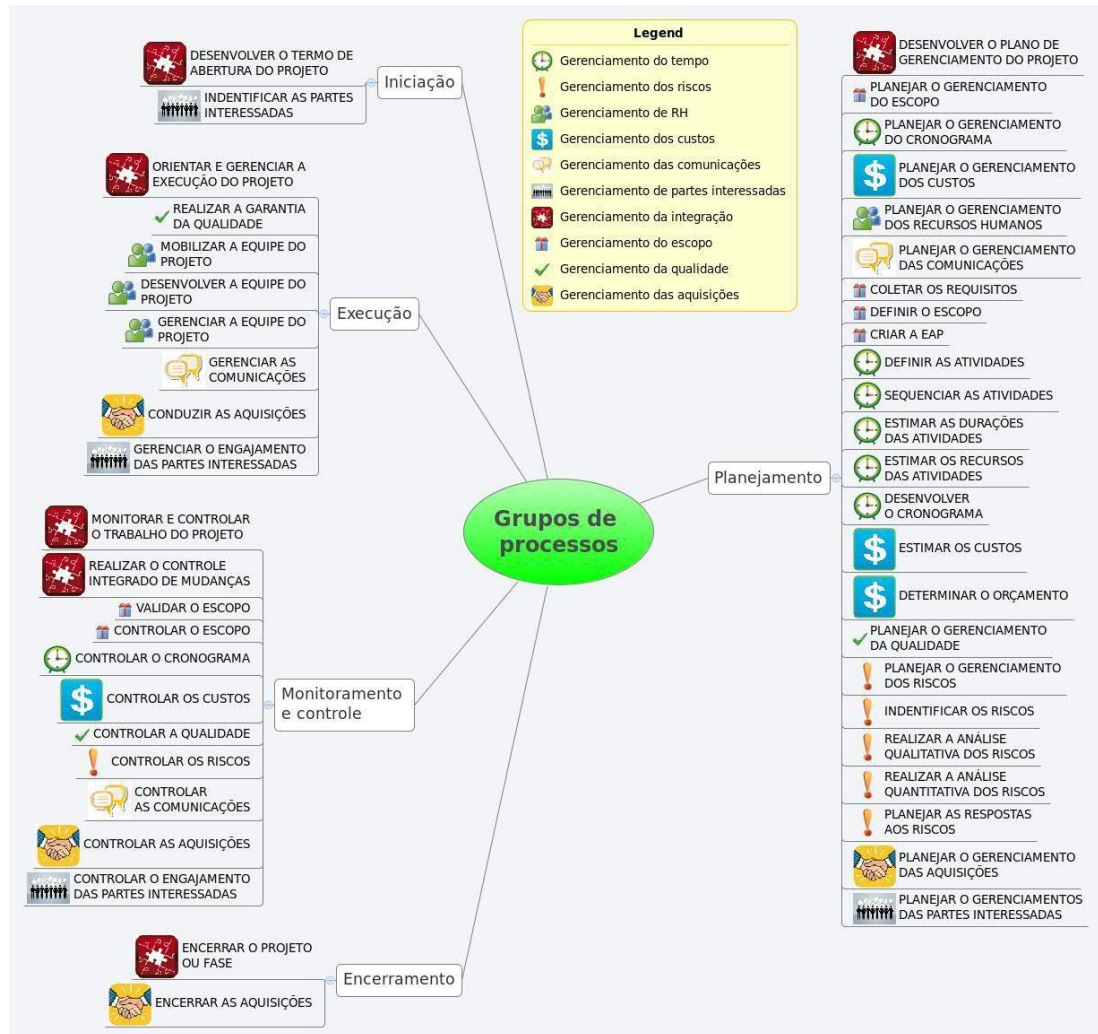 Legend
Gerenciamento do tempo
Gerenciamento dos riscos
Gerenciamento de RH
Gerenciamento dos custos
Gerenciamento das comunicações
Gerenciamento de partes interessadas
Gerenciamento da integração
Gerenciamento do escopo
Gerenciamento da qualidade
Gerenciamento das aquisições
Grupos de
processos
Iniciação
DESENVOLVER O TERMO DE
ABERTURA DO PROJETO
INDENTIFICAR AS PARTES
INTERESSADAS
Execução
ORIENTAR E GERENCIAR A
EXECUÇÃO DO PROJETO
REALIZAR A GARANTIA
DA QUALIDADE
MOBILIZAR A EQUIPE DO
PROJETO
DESENVOLVER A EQUIPE DO
PROJETO
GERENCIAR A EQUIPE DO
PROJETO
GERENCIAR AS
COMUNICAÇÕES
CONDUZIR AS AQUISIÇÕES
GERENCIAR O ENGAJAMENTO
DAS PARTES INTERESSADAS
Monitoramento
e controle
MONITORAR E CONTROLAR
O TRABALHO DO PROJETO
REALIZAR O CONTROLE
INTEGRADO DE MUDANÇAS
VALIDAR O ESCOPO
CONTROLAR O ESCOPO
CONTROLAR O CRONOGRAMA
CONTROLAR OS CUSTOS
CONTROLAR A QUALIDADE
CONTROLAR OS RISCOS
CONTROLAR
AS COMUNICAÇÕES
CONTROLAR AS AQUISIÇÕES
CONTROLAR O ENGAJAMENTO
DAS PARTES INTERESSADAS
Encerramento
ENCERRAR O PROJETO
OU FASE
ENCERRAR AS AQUISIÇÕES
Planejamento
DESENVOLVER O PLANO DE
GERENCIAMENTO DO PROJETO
PLANEJAR O GERENCIAMENTO
DO ESCOPO
PLANEJAR O GERENCIAMENTO
DO CRONOGRAMA
PLANEJAR O GERENCIAMENTO
DOS CUSTOS
PLANEJAR O GERENCIAMENTO
DOS RECURSOS HUMANOS
PLANEJAR O GERENCIAMENTO
DAS COMUNICAÇÕES
COLETAR OS REQUISITOS
DEFINIR O ESCOPO
CRIAR A EAP
DEFINIR AS ATIVIDADES
SEQUENCIAR AS ATIVIDADES
ESTIMAR AS DURAÇÕES
DAS ATIVIDADES
ESTIMAR OS RECURSOS
DAS ATIVIDADES
DESENVOLVER
O CRONOGRAMA
ESTIMAR OS CUSTOS
DETERMINAR O ORÇAMENTO
PLANEJAR O GERENCIAMENTO
DA QUALIDADE
PLANEJAR O GERENCIAMENTO
DOS RISCOS
INDENTIFICAR OS RISCOS
REALIZAR A ANÁLISE
QUALITATIVA DOS RISCOS
REALIZAR A ANÁLISE
QUANTITATIVA DOS RISCOS
PLANEJAR AS RESPOSTAS
AOS RISCOS
PLANEJAR O GERENCIAMENTO
DAS AQUISIÇÕES
PLANEJAR O GERENCIAMENTOS
DAS PARTES INTERESSADAS